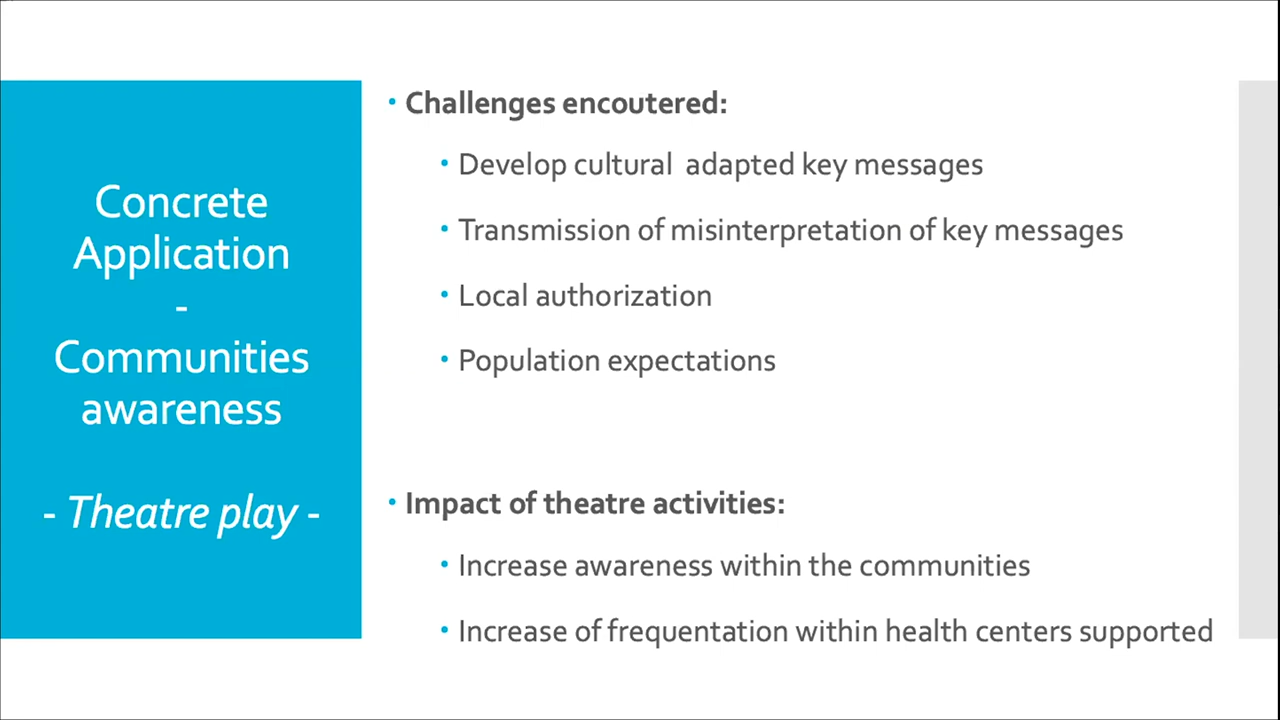 Concrete
Application
-
Communities
awareness
- Theatre play -
• Challenges encoutered:
• Develop cultural  adapted key messages
• Transmission of misinterpretation of key messages
• Local authorization
• Population expectations
• Impact of theatre activities:
• Increase awareness within the communities
• Increase of frequentation within health centers supported